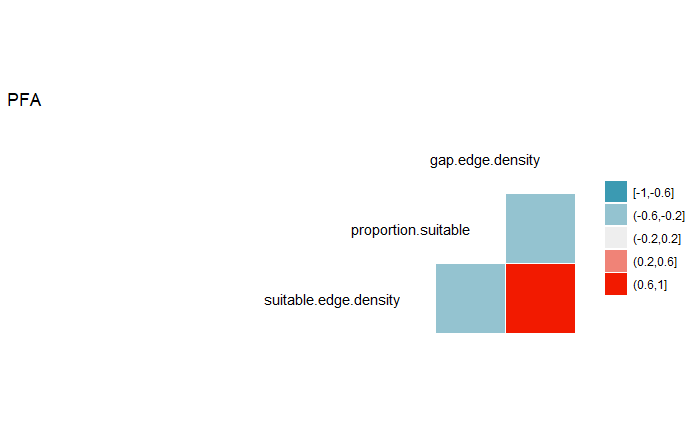 PFA
gap.edge.density
proportion.suitable
suitable.edge.density
[-1,-0.6]
(-0.6,-0.2]
(-0.2,0.2]
(0.2,0.6]
(0.6,1]